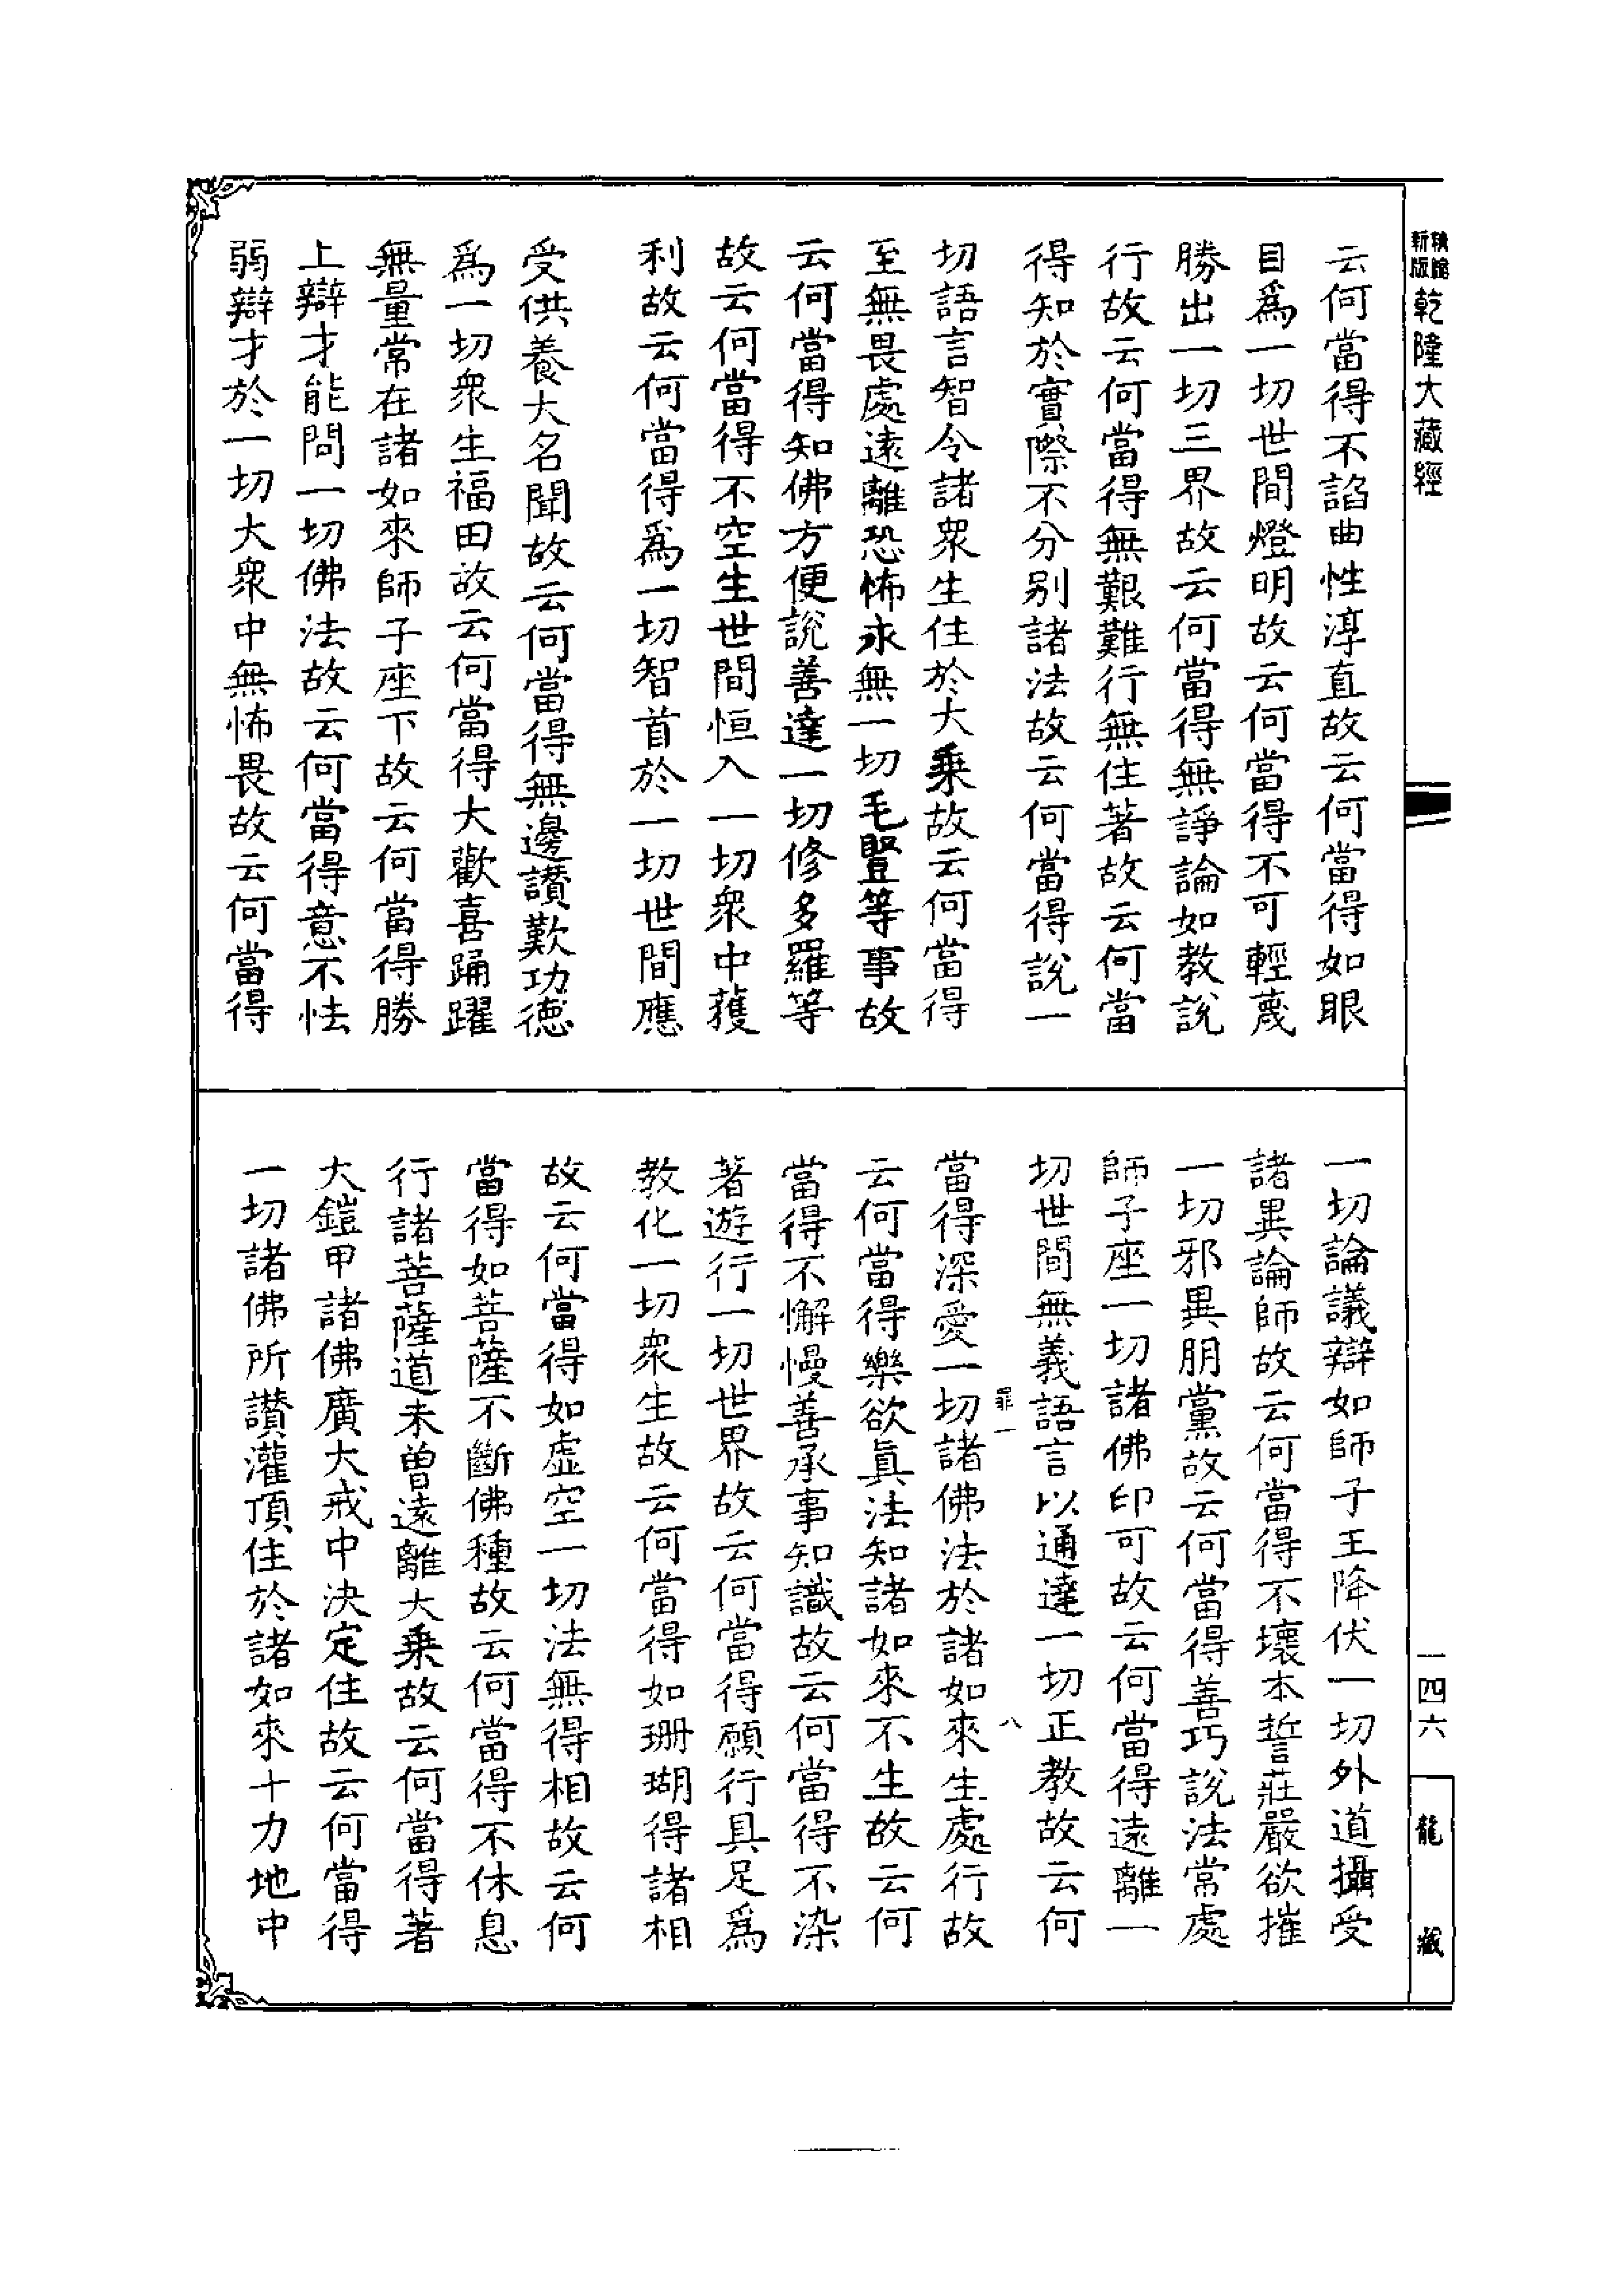 新版
精縮
乾隆大藏經
云何當得不諂曲性淳直故云何當得如眼
目爲一切世間燈明故云何當得不可輕蔑
勝出一切三界故云何當得無諍論如教説
行故云何當得無艱難行無住著故云何當
得知於實際不分别諸法故云何當得說一
切語言智令諸衆生住於大乗故云何當得
至無畏處遠離恐怖永無一切毛豎等事故
云何當得知佛方便說善達一切修多羅等
故云何當得不空生世間恒入一切衆中獲
利故云何當得爲一切智首於一切世間應
受供養大名聞故云何當得無邊讃歎功德
爲一切衆生福田故云何當得大歡喜踊躍
無量常在諸如來師子座下故云何當得勝
上辯才能問一切佛法故云何當得意不怯
弱辯才於一切大衆中無怖畏故云何當得
一切論議辯如師子王降伏一切外道攝受
諸異論師故云何當得不壞本誓莊嚴欲摧
一切邪異朋黨故云何當得善巧說法常處
師子座一切諸佛印可故云何當得遠離一
切世間無義語言以通達一切正教故云何
當得深愛一切諸佛法於諸如來生處行故
云何當得樂欲眞法知諸如來不生故云何
當得不懈慢善承事知識故云何當得不染
著遊行一切世界故云何當得願行具足爲
教化一切衆生故云何當得如珊瑚得諸相
故云何當得如虚空一切法無得相故云何
當得如菩薩不斷佛種故云何當得不休息
行諸菩薩道未曾遠離大乗故云何當得著
大鎧甲諸佛廣大戒中決定住故云何當得
一切諸佛所讃灌頂住於諸如來十力地中
罪一
八
一四六
龍藏